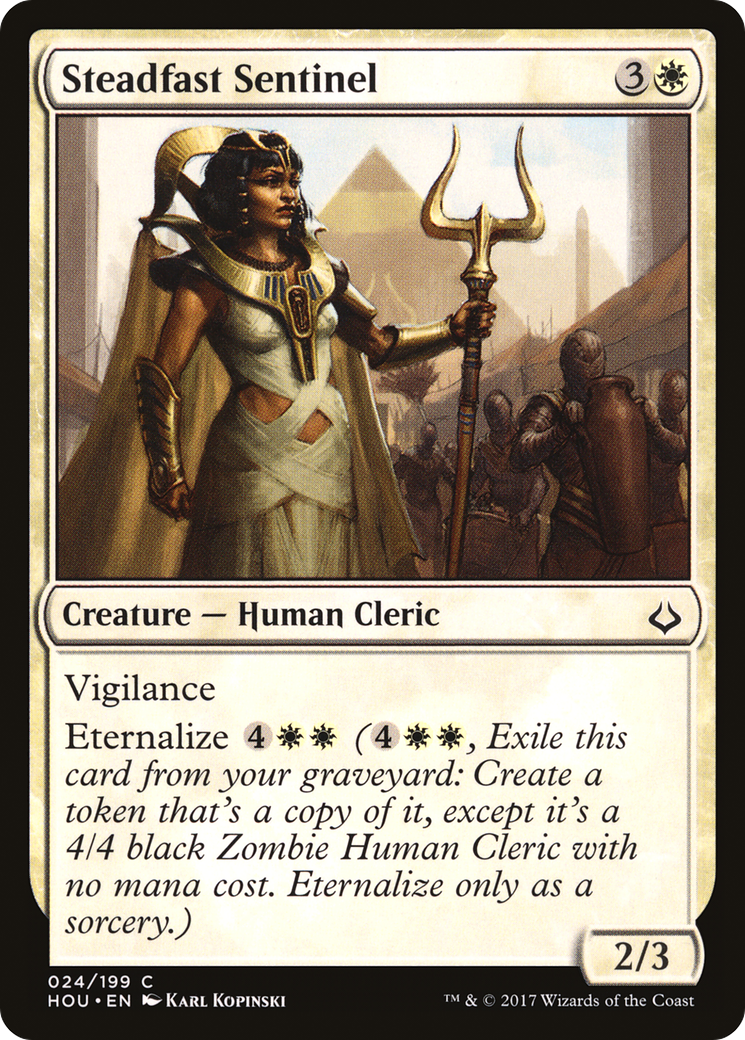 Steadfast Sentinel 3
Creature — Human Cleric
Vigilance
Eternalize 4 (4, Exile this
card from your graveyard: Create a
token that's a copy of it, except it's a
4/4 black Zombie Human Cleric with
no mana cost. Eternalize only as a
sorcery.)
2/3
024/199 C
HOU • EN Karl Kopinski
™ & © 2017 Wizards of the Coast